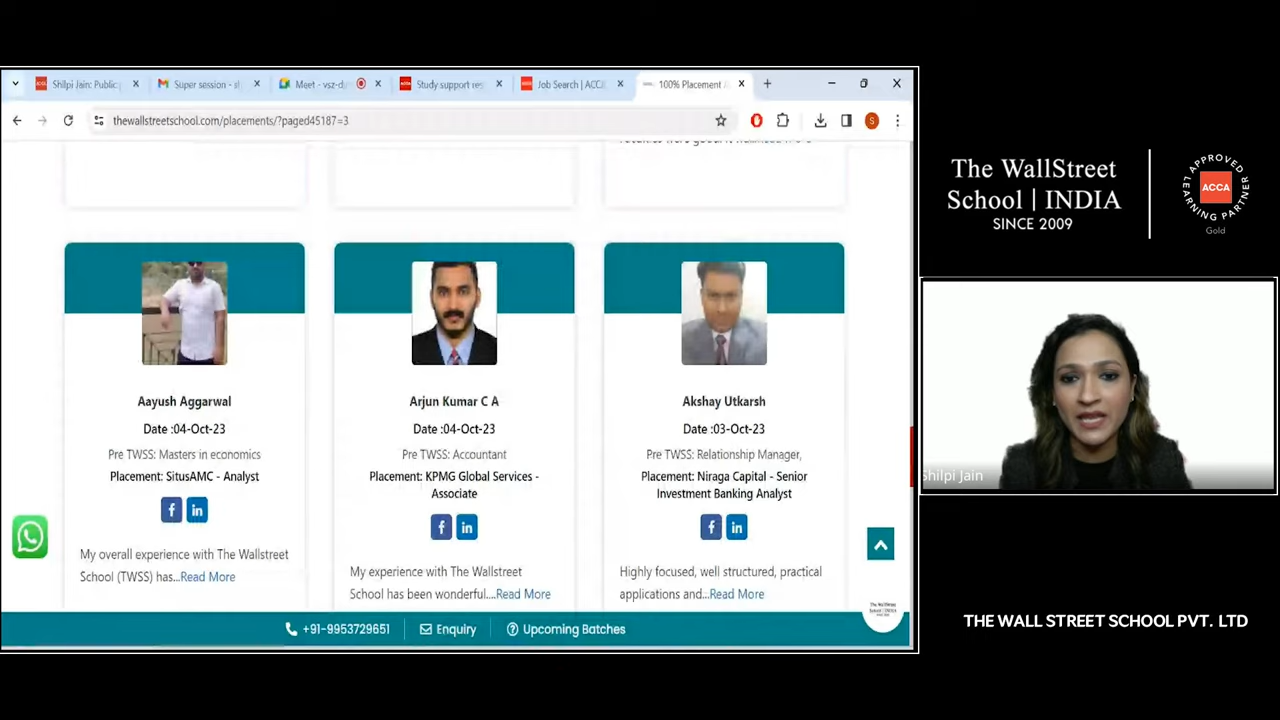 Shilpi Jain: Public
Super session - s
Meet - vsz-d
Study support re
Job Search | ACCA
100% Placement
thewallstreetschool.com/placements/?paged45187=3
S
Aayush Aggarwal
Date :04-Oct-23
Pre TWSS: Masters in economics
Placement: SitusAMC - Analyst
My overall experience with The Wallstreet
School (TWSS) has...Read More
Arjun Kumar C A
Date :04-Oct-23
Pre TWSS: Accountant
Placement: KPMG Global Services -
Associate
My experience with The Wallstreet
School has been wonderful....Read More
Akshay Utkarsh
Date :03-Oct-23
Pre TWSS: Relationship Manager,
Placement: Niraga Capital - Senior
Investment Banking Analyst
Highly focused, well structured, practical
applications and...Read More
+91-9953729651
Enquiry
Upcoming Batches
The WallStreet
School | INDIA
SINCE 2009
APPROVED
LEARNING PARTNER
ACCA
Gold
Shilpi Jain
THE WALL STREET SCHOOL PVT. LTD